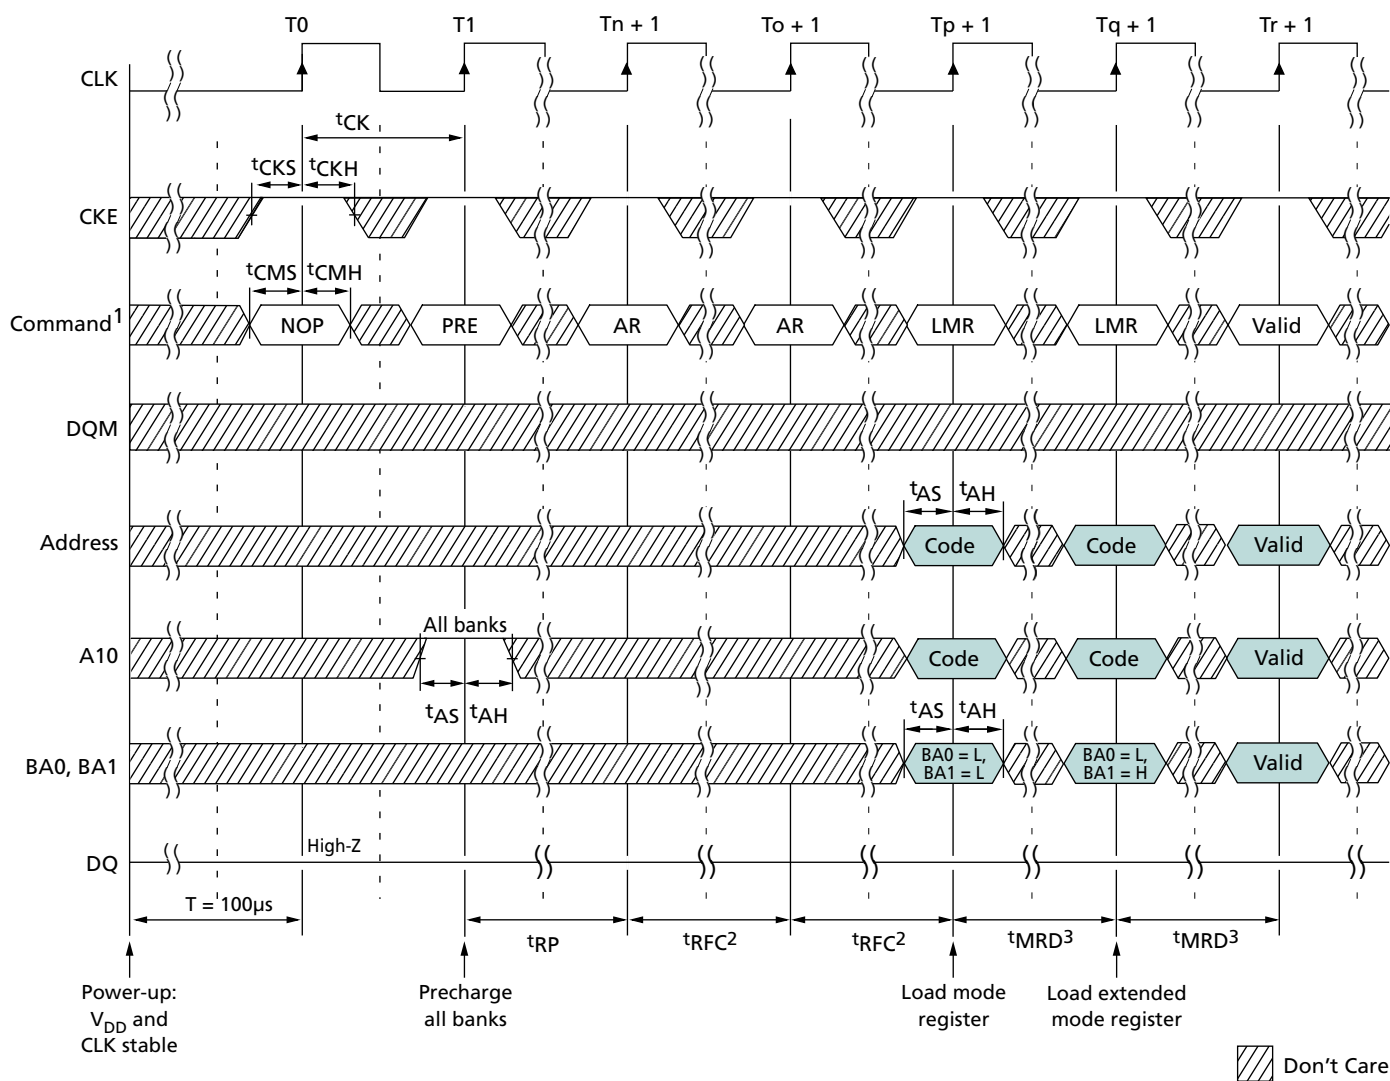 T0 T1 Tn + 1 To + 1 Tp + 1 Tq + 1 Tr + 1
CLK
tCK
tCKS tCKH
CKE
tCMS tCMH
Command1 NOP PRE AR AR LMR LMR Valid
DQM
tAS tAH
Address Code Code Valid
All banks
A10 Code Code Valid
tAS tAH
tAS tAH
BA0, BA1 BA0 = L, BA1 = L BA0 = L, BA1 = H Valid
High-Z
DQ
T = 100µs
tRP tRFC2 tRFC2 tMRD3 tMRD3
Power-up:
VDD and
CLK stable
Precharge
all banks
Load mode
register
Load extended
mode register
Don't Care